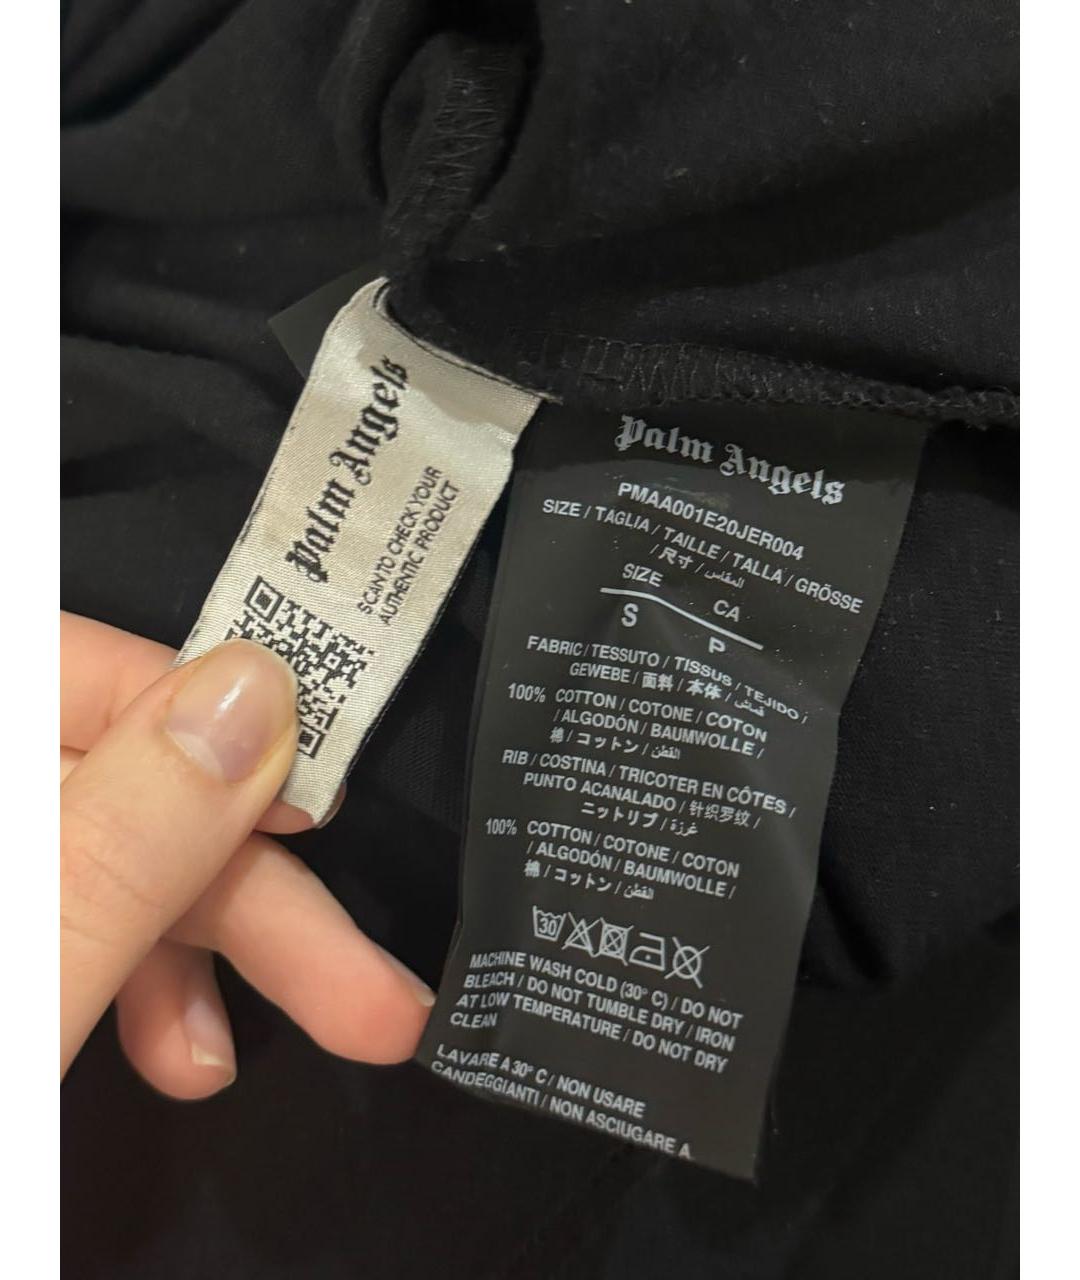 Palm Angels
SCAN TO CHECK YOUR
AUTHENTIC PRODUCT
Palm Angels
PMAA001E20JER004
SIZE / TAGLIA / TAILLE / TALLA / GRÖSSE
/ 尺寸 / المقاس
SIZE CA
S P
FABRIC / TESSUTO / TISSUS / TEJIDO /
GEWEBE / 面料 / 本体 / قماش
100% COTTON / COTONE / COTON
/ ALGODÓN / BAUMWOLLE /
棉 / コットン / القطن
RIB / COSTINA / TRICOTER EN CÔTES /
PUNTO ACANALADO / 针织罗纹 /
ニットリブ / غرزة
100% COTTON / COTONE / COTON
/ ALGODÓN / BAUMWOLLE /
棉 / コットン / القطن
30
MACHINE WASH COLD (30° C) / DO NOT
BLEACH / DO NOT TUMBLE DRY / IRON
AT LOW TEMPERATURE / DO NOT DRY
CLEAN
LAVARE A 30° C / NON USARE
CANDEGGIANTI / NON ASCIUGARE A